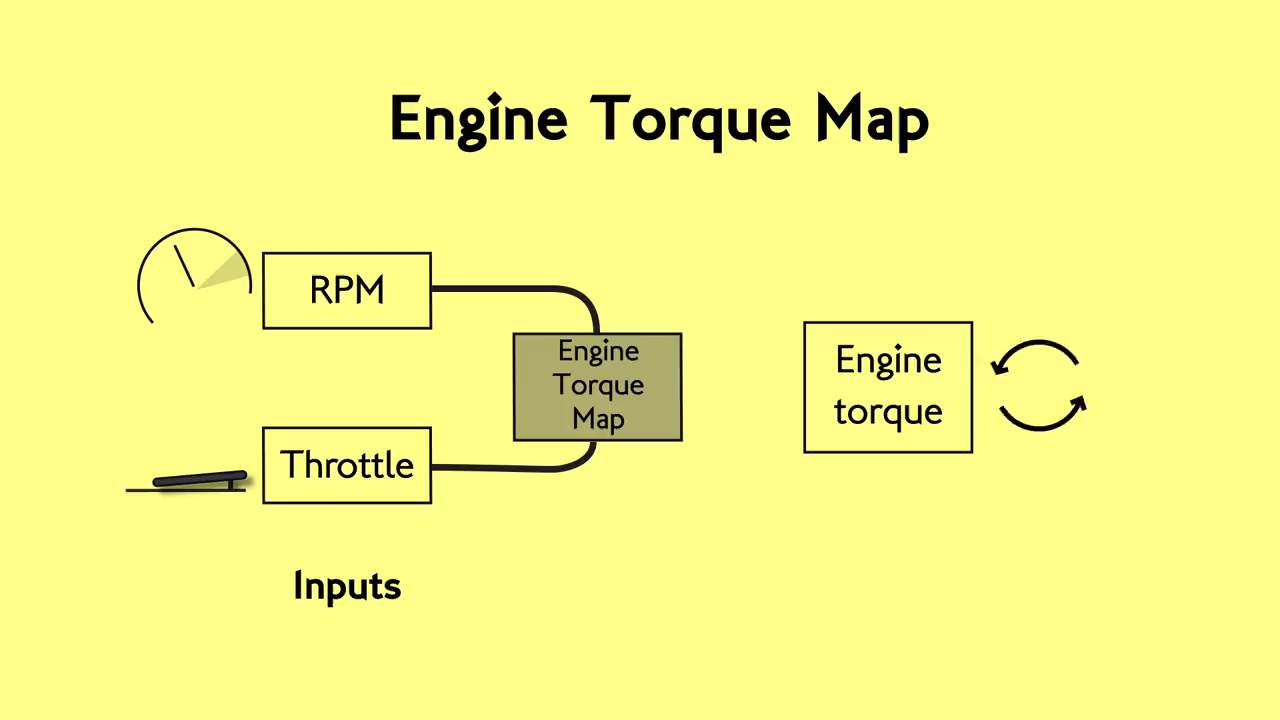 Engine Torque Map
RPM
Engine
Torque
Map
Throttle
Engine
torque
Inputs